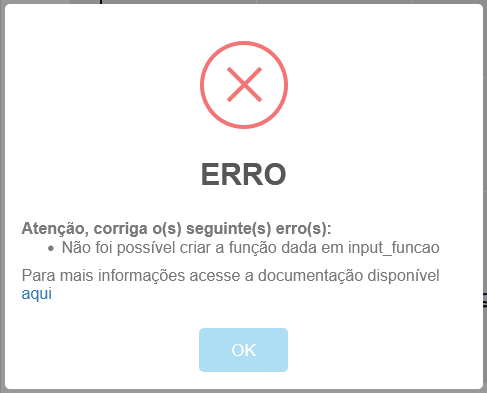 ERRO
Atenção, corriga o(s) seguinte(s) erro(s):
Não foi possível criar a função dada em input_funcao
Para mais informações acesse a documentação disponível
aqui
OK